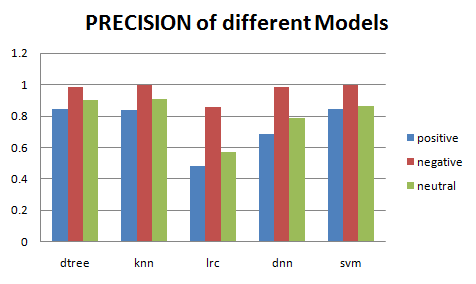 PRECISION of different Models
1.2
1
0.8
0.6
0.4
0.2
0
dtree knn lrc dnn svm
positive
negative
neutral